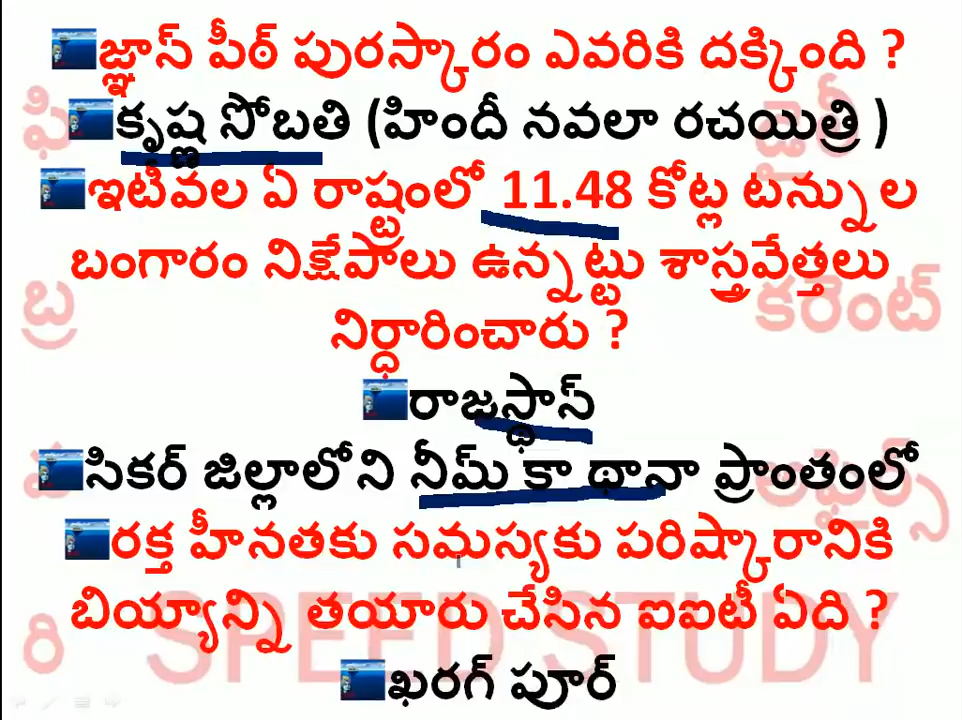 జ్ఞాన్ పీఠ్ పురస్కారం ఎవరికి దక్కింది ?
కృష్ణ సోబతి (హిందీ నవలా రచయిత్రి )
ఇటీవల ఏ రాష్ట్రంలో 11.48 కోట్ల టన్నుల
బంగారం నిక్షేపాలు ఉన్నట్టు శాస్త్రవేత్తలు
నిర్ధారించారు ?
రాజస్థాన్
సికర్ జిల్లాలోని నీమ్ కా థానా ప్రాంతంలో
రక్త హీనతకు సమస్యకు పరిష్కారానికి
బియ్యాన్ని తయారు చేసిన ఐఐటీ ఏది ?
ఖరగ్ పూర్
SPEED STUDY
కరెంట్